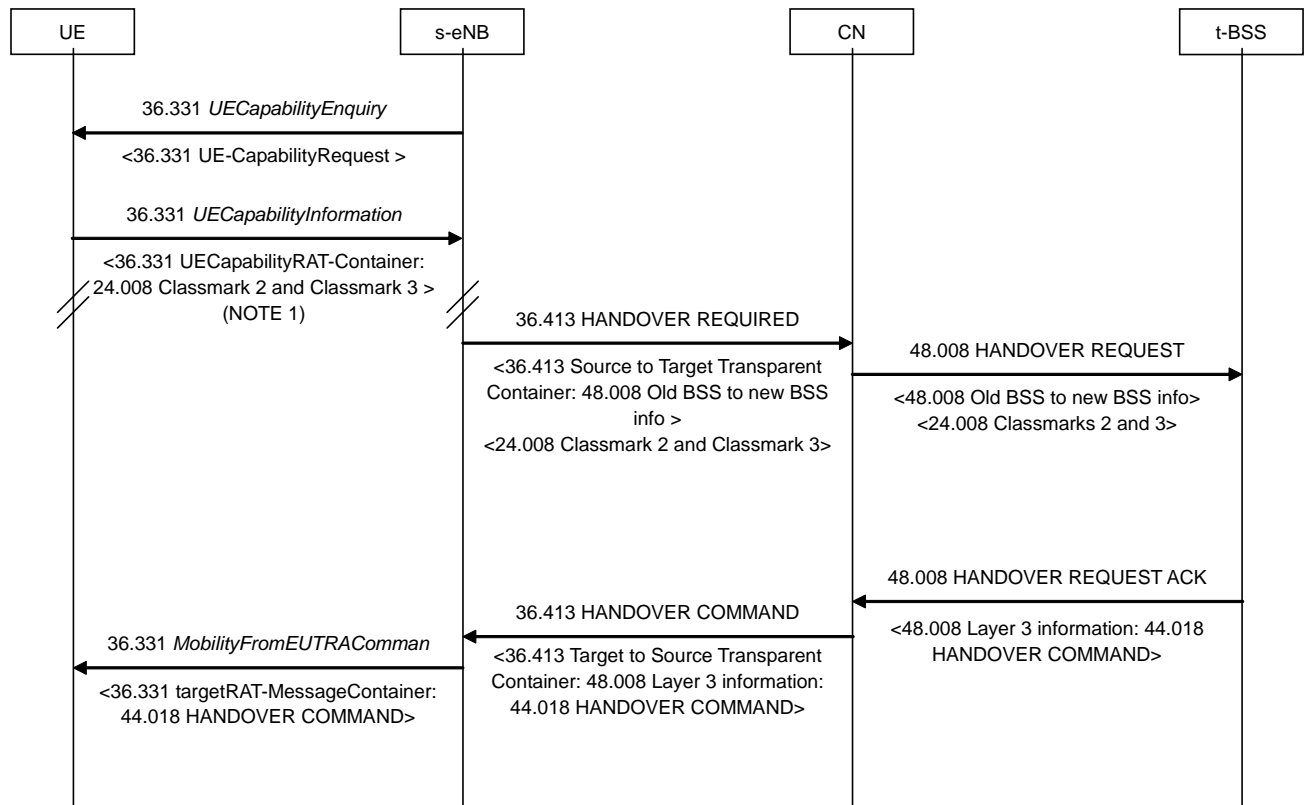 UE
s-eNB
CN
t-BSS
36.331 UECapabilityEnquiry
<36.331 UE-CapabilityRequest >
36.331 UECapabilityInformation
<36.331 UECapabilityRAT-Container:
24.008 Classmark 2 and Classmark 3 >
(NOTE 1)
36.413 HANDOVER REQUIRED
<36.413 Source to Target Transparent
Container: 48.008 Old BSS to new BSS
info >
<24.008 Classmark 2 and Classmark 3>
48.008 HANDOVER REQUEST
<48.008 Old BSS to new BSS info>
<24.008 Classmarks 2 and 3>
48.008 HANDOVER REQUEST ACK
<48.008 Layer 3 information: 44.018
HANDOVER COMMAND>
36.413 HANDOVER COMMAND
<36.413 Target to Source Transparent
Container: 48.008 Layer 3 information:
44.018 HANDOVER COMMAND>
36.331 MobilityFromEUTRAComman
<36.331 targetRAT-MessageContainer:
44.018 HANDOVER COMMAND>